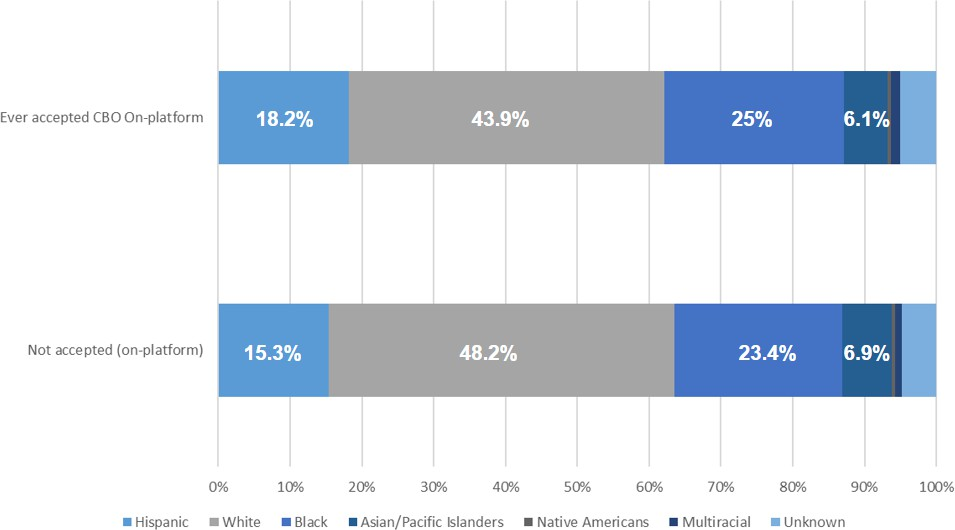 Ever accepted CBO On-platform
18.2% 43.9% 25% 6.1%
Not accepted (on-platform)
15.3% 48.2% 23.4% 6.9%
0% 10% 20% 30% 40% 50% 60% 70% 80% 90% 100%
Hispanic White Black Asian/Pacific Islanders Native Americans Multiracial Unknown